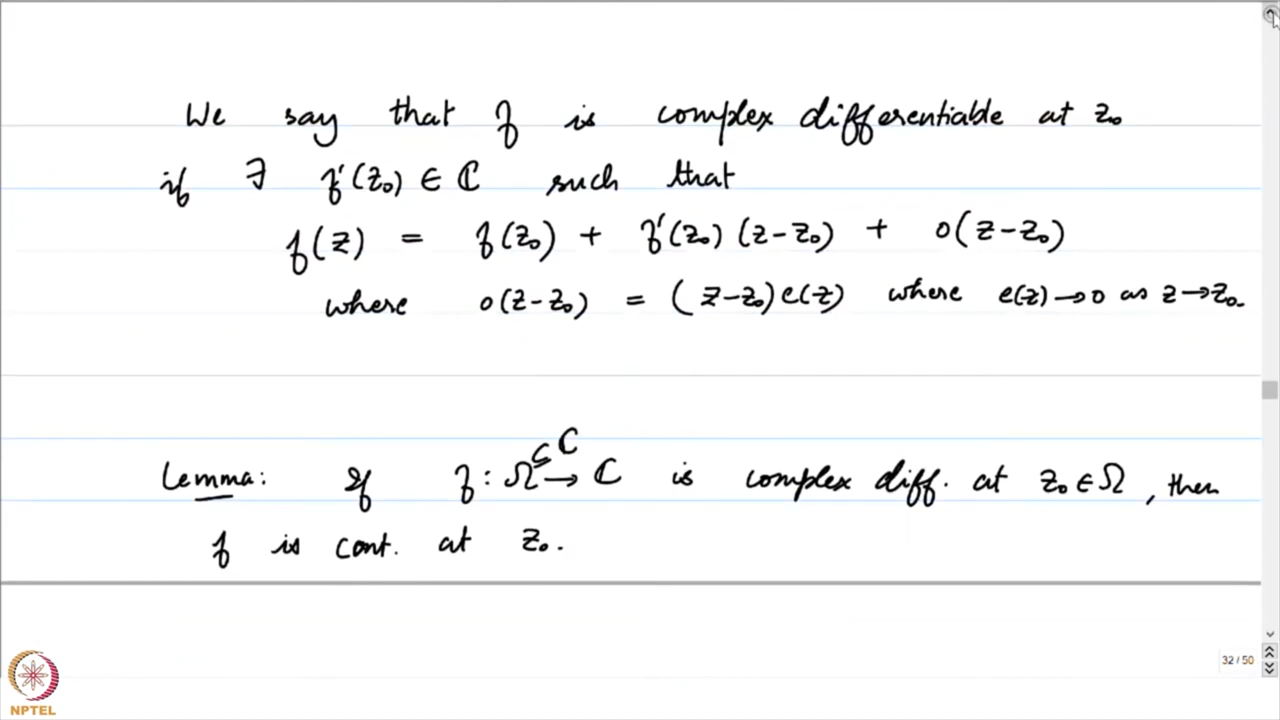 We say that f is complex differentiable at z₀
if ∃ f'(z₀) ∈ ℂ such that
f(z) = f(z₀) + f'(z₀) (z-z₀) + o(z-z₀)
where o(z-z₀) = (z-z₀)e(z) where e(z)→0 as z→z₀.
Lemma: If f: Ω ⊆ ℂ → ℂ is complex diff. at z₀ ∈ Ω, then
f is cont. at z₀.
32 / 50
NPTEL